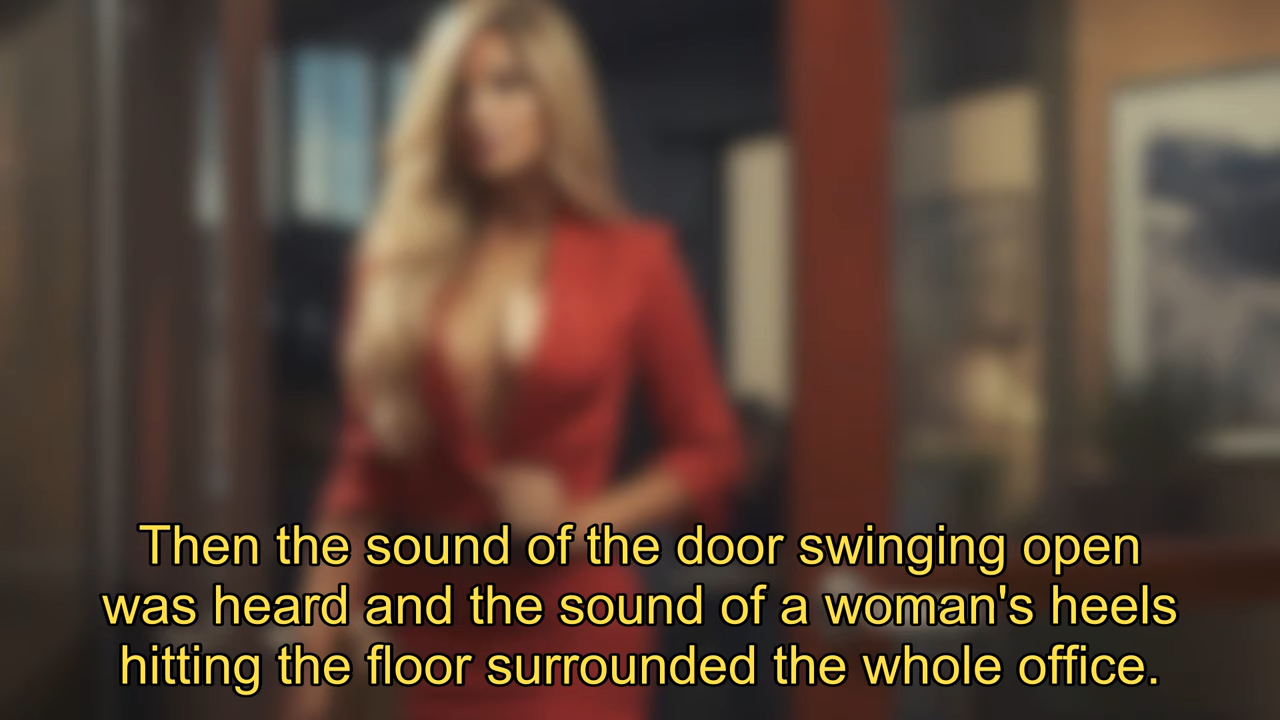 Then the sound of the door swinging open
was heard and the sound of a woman's heels
hitting the floor surrounded the whole office.